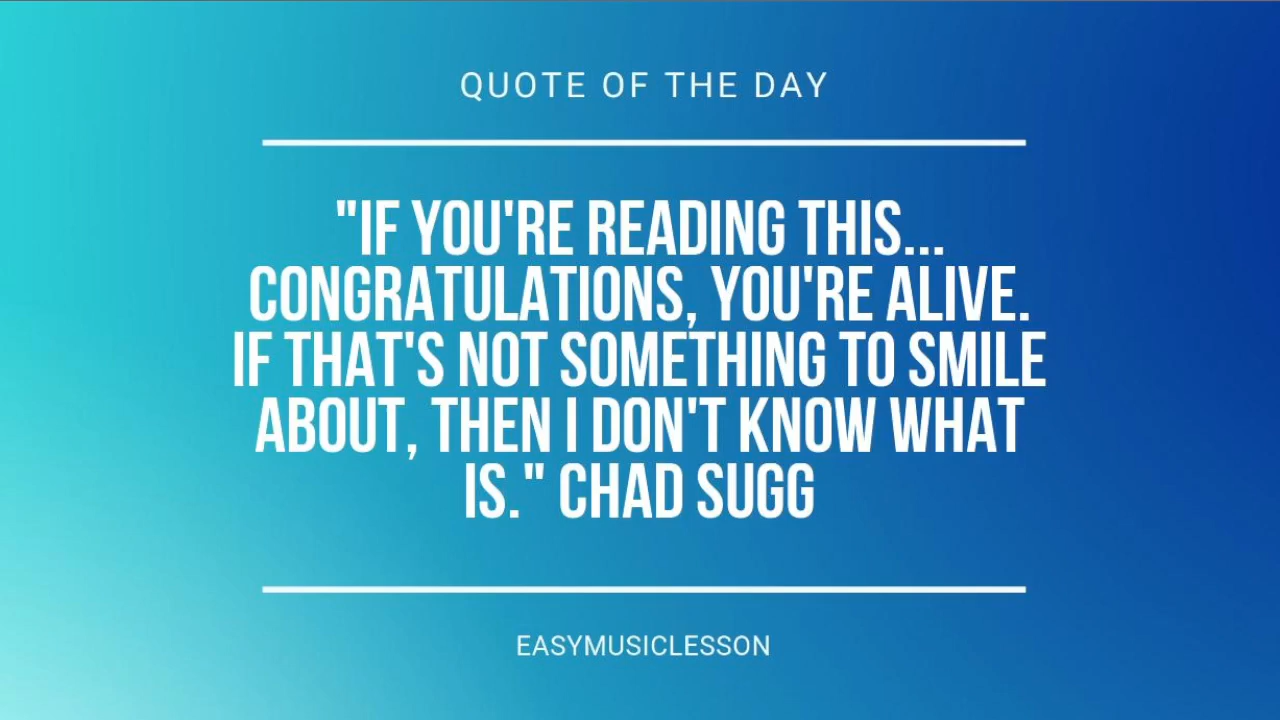 QUOTE OF THE DAY
"IF YOU'RE READING THIS...
CONGRATULATIONS, YOU'RE ALIVE.
IF THAT'S NOT SOMETHING TO SMILE
ABOUT, THEN I DON'T KNOW WHAT
IS." CHAD SUGG
EASYMUSICLESSON